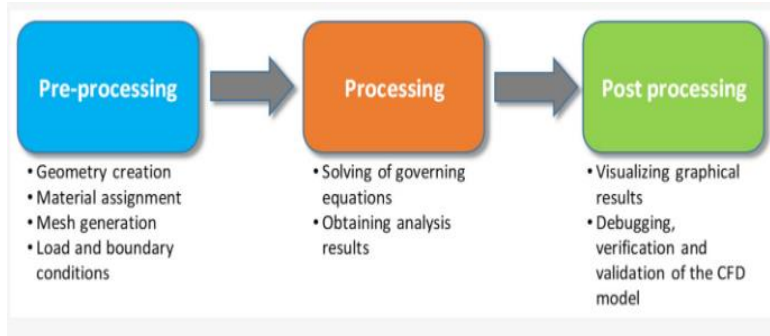 Pre-processing
Processing
Post processing
• Geometry creation
• Material assignment
• Mesh generation
• Load and boundary
conditions
• Solving of governing
equations
• Obtaining analysis
results
• Visualizing graphical
results
• Debugging,
verification and
validation of the CFD
model